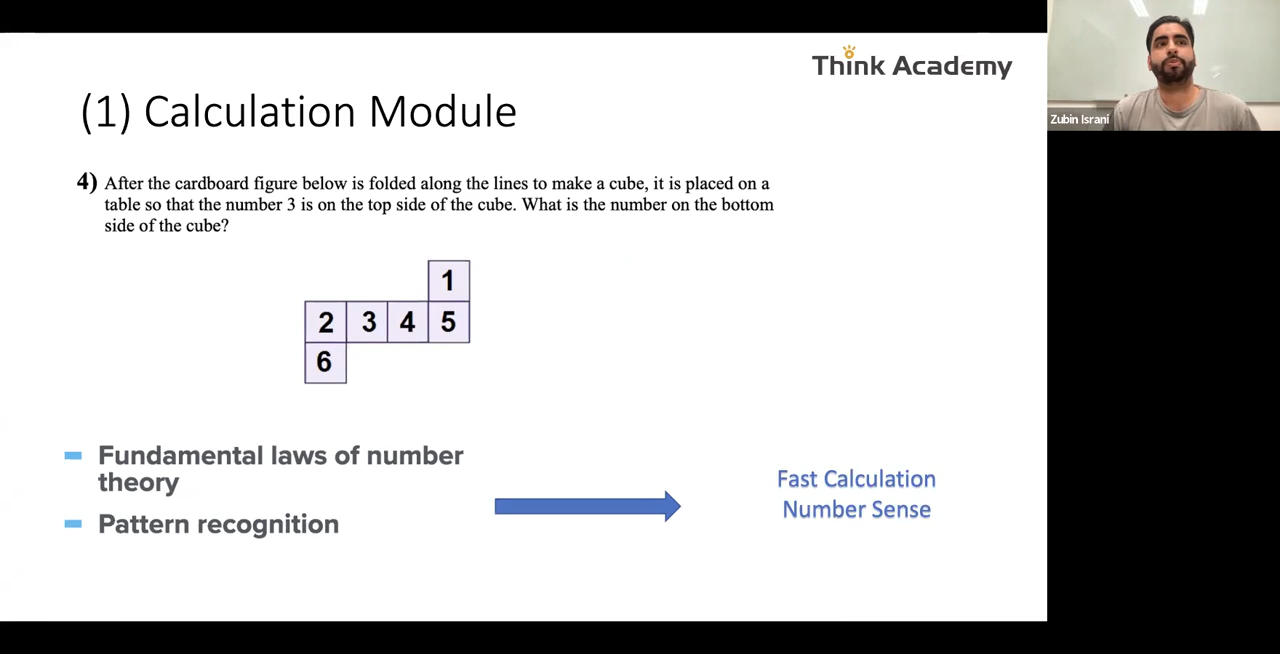 Think Academy
(1) Calculation Module
Zubin Israni
4) After the cardboard figure below is folded along the lines to make a cube, it is placed on a
table so that the number 3 is on the top side of the cube. What is the number on the bottom
side of the cube?
1
2 3 4 5
6
Fundamental laws of number
theory
Pattern recognition
Fast Calculation
Number Sense